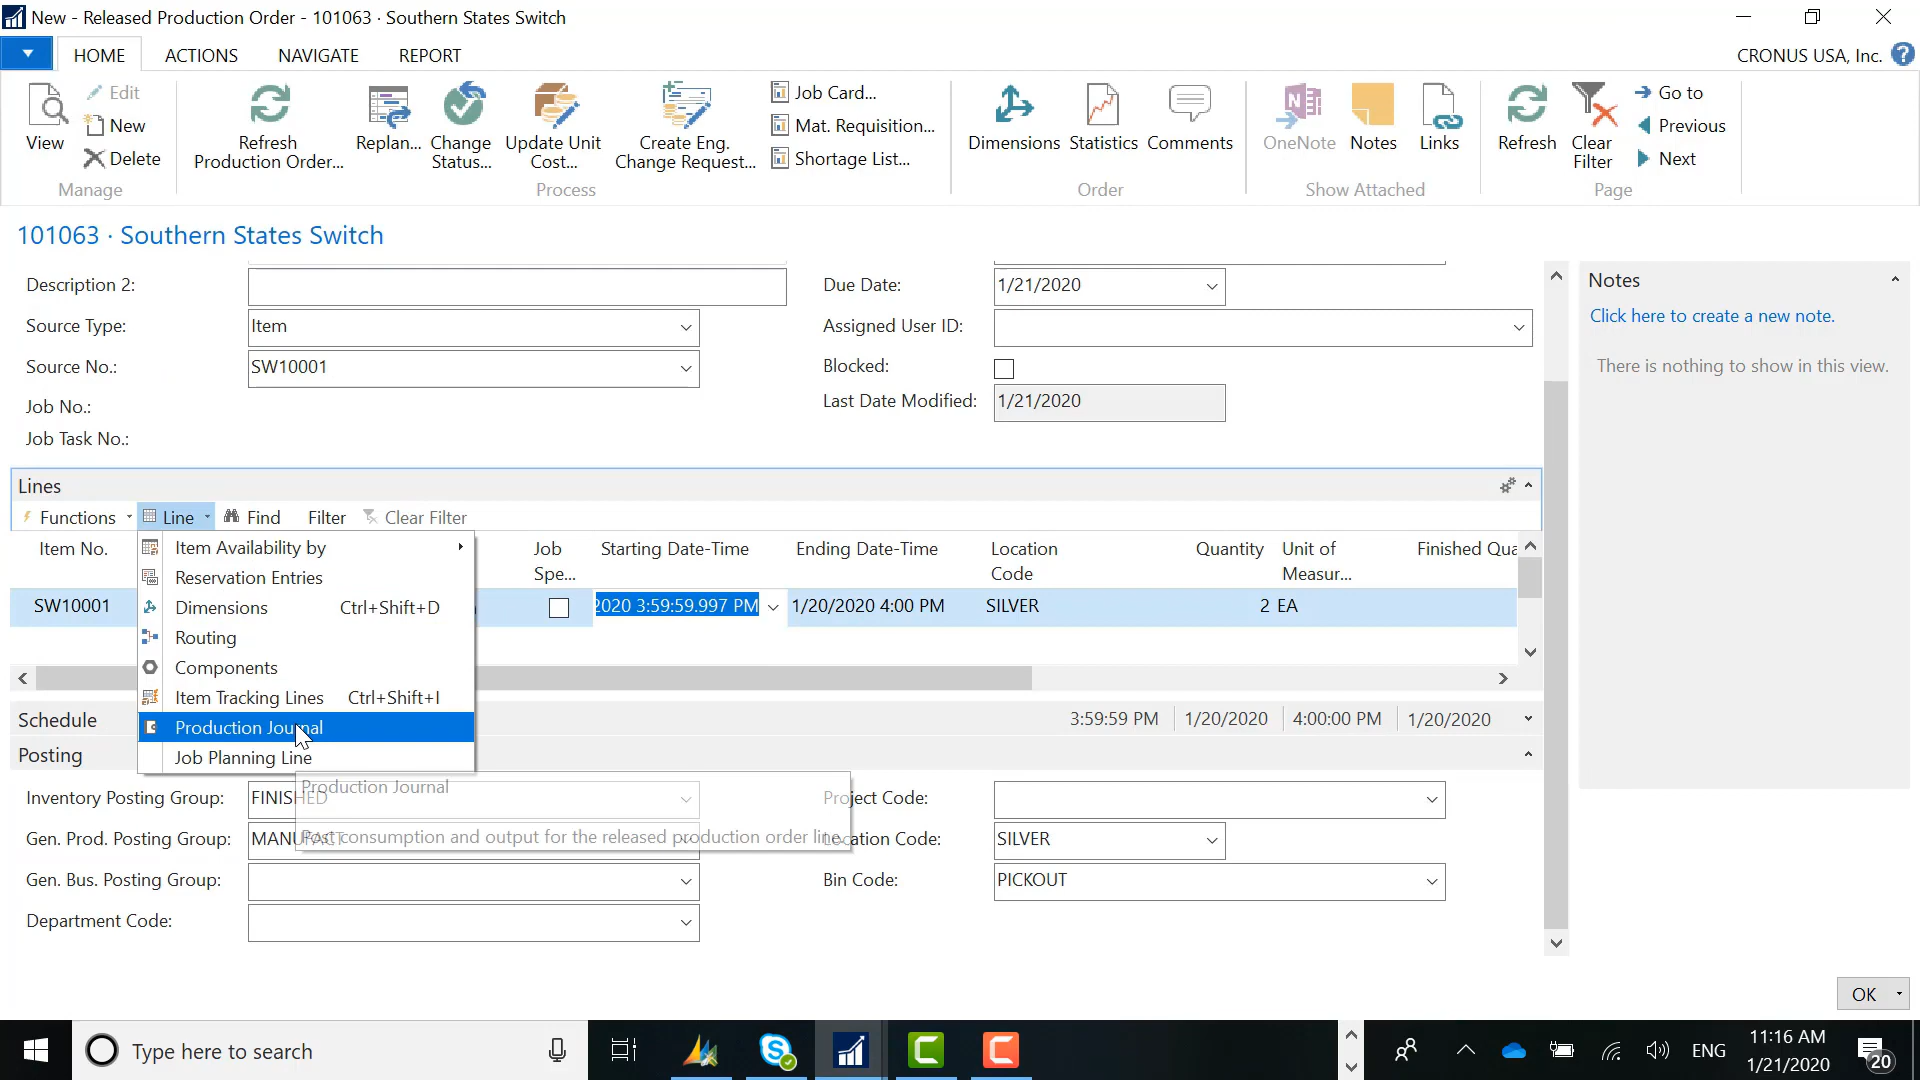 New - Released Production Order - 101063 · Southern States Switch
HOME ACTIONS NAVIGATE REPORT
CRONUS USA, Inc.
View
Edit
New
Delete
Manage
Refresh
Production Order...
Replan...
Change
Status...
Update Unit
Cost...
Create Eng.
Change Request...
Job Card...
Mat. Requisition...
Shortage List...
Process
Dimensions
Statistics
Comments
Order
OneNote
Notes
Links
Show Attached
Refresh
Clear
Filter
Go to
Previous
Next
Page
101063 · Southern States Switch
Description 2:
Source Type: Item
Source No.: SW10001
Job No.:
Job Task No.:
Due Date: 1/21/2020
Assigned User ID:
Blocked:
Last Date Modified: 1/21/2020
Notes
Click here to create a new note.
There is nothing to show in this view.
Lines
Functions Line Find Filter Clear Filter
Item No.
Job
Spe...
Starting Date-Time
Ending Date-Time
Location
Code
Quantity
Unit of
Measur...
Finished Qua
SW10001
2020 3:59:59.997 PM
1/20/2020 4:00 PM
SILVER
2 EA
Item Availability by
Reservation Entries
Dimensions Ctrl+Shift+D
Routing
Components
Item Tracking Lines Ctrl+Shift+I
Production Journal
Job Planning Line
Production Journal
Post consumption and output for the released production order line.
Schedule 3:59:59 PM 1/20/2020 4:00:00 PM 1/20/2020
Posting
Inventory Posting Group: FINISHED
Gen. Prod. Posting Group: MANUFACT
Gen. Bus. Posting Group:
Department Code:
Project Code:
Location Code: SILVER
Bin Code: PICKOUT
OK
Type here to search
ENG
11:16 AM
1/21/2020
20